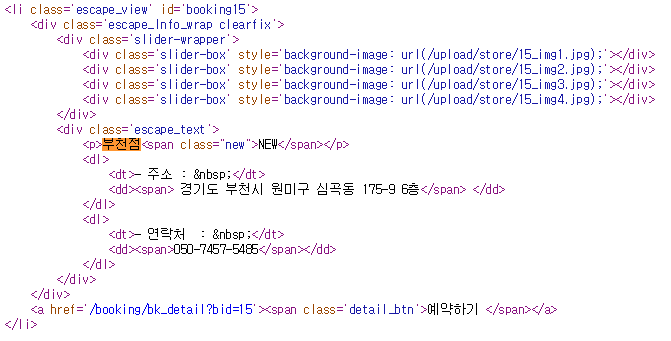 <li class='escape_view' id='booking15'>
<div class='escape_Info_wrap clearfix'>
<div class='slider-wrapper'>
<div class='slider-box' style='background-image: url(/upload/store/15_img1.jpg);'></div>
<div class='slider-box' style='background-image: url(/upload/store/15_img2.jpg);'></div>
<div class='slider-box' style='background-image: url(/upload/store/15_img3.jpg);'></div>
<div class='slider-box' style='background-image: url(/upload/store/15_img4.jpg);'></div>
</div>
<div class='escape_text'>
<p>부천점<span class="new">NEW</span></p>
<dl>
<dt>- 주소 : &nbsp;</dt>
<dd><span> 경기도 부천시 원미구 심곡동 175-9 6층</span> </dd>
</dl>
<dl>
<dt>- 연락처  : &nbsp;</dt>
<dd><span>050-7457-5485</span></dd>
</dl>
</div>
</div>
<a href='/booking/bk_detail?bid=15'><span class='detail_btn'>예약하기 </span></a>
</li>